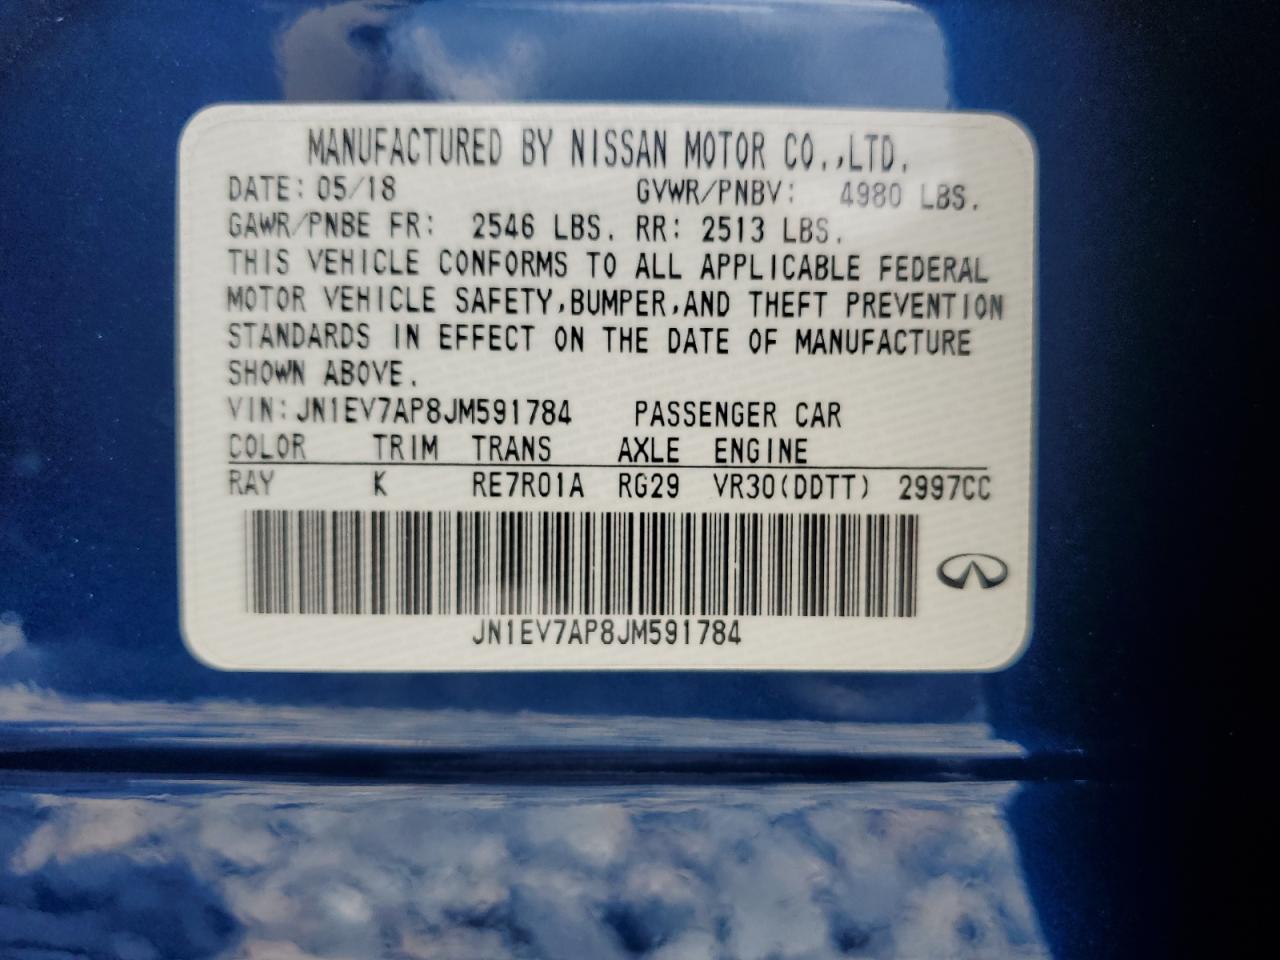 MANUFACTURED BY NISSAN MOTOR CO.,LTD.
DATE: 05/18 GVWR/PNBV: 4980 LBS.
GAWR/PNBE FR: 2546 LBS. RR: 2513 LBS.
THIS VEHICLE CONFORMS TO ALL APPLICABLE FEDERAL
MOTOR VEHICLE SAFETY,BUMPER,AND THEFT PREVENTION
STANDARDS IN EFFECT ON THE DATE OF MANUFACTURE
SHOWN ABOVE.
VIN:JN1EV7AP8JM591784 PASSENGER CAR
COLOR TRIM TRANS AXLE ENGINE
RAY K RE7R01A RG29 VR30(DDTT) 2997CC
JN1EV7AP8JM591784